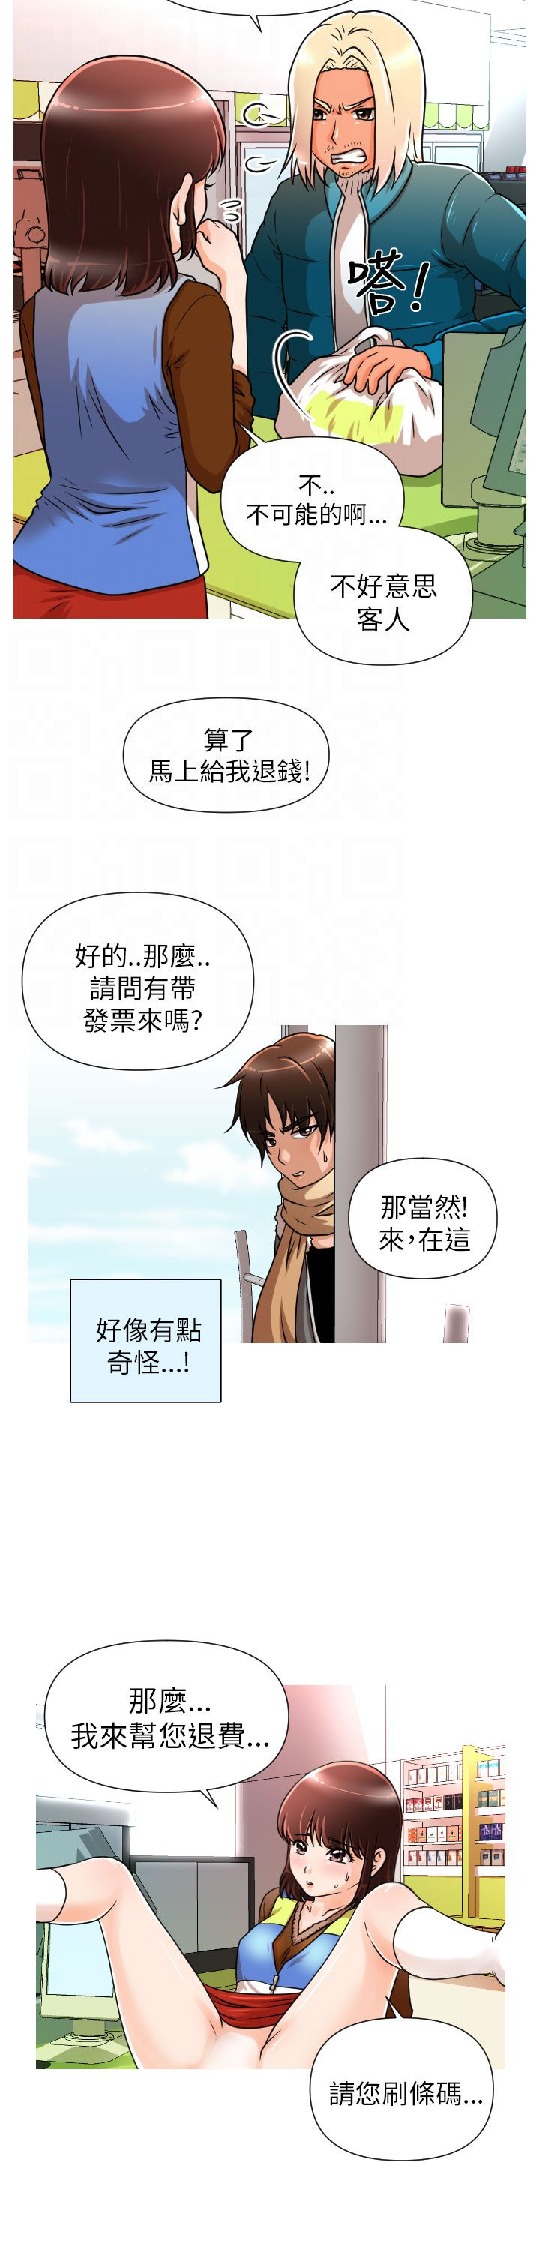 嗒!
不..
不可能的啊...
不好意思
客人
算了
馬上給我退錢!
好的..那麼..
請問有帶
發票來嗎?
那當然!
來,在這
好像有點
奇怪...!
那麼...
我來幫您退費...
請您刷條碼...